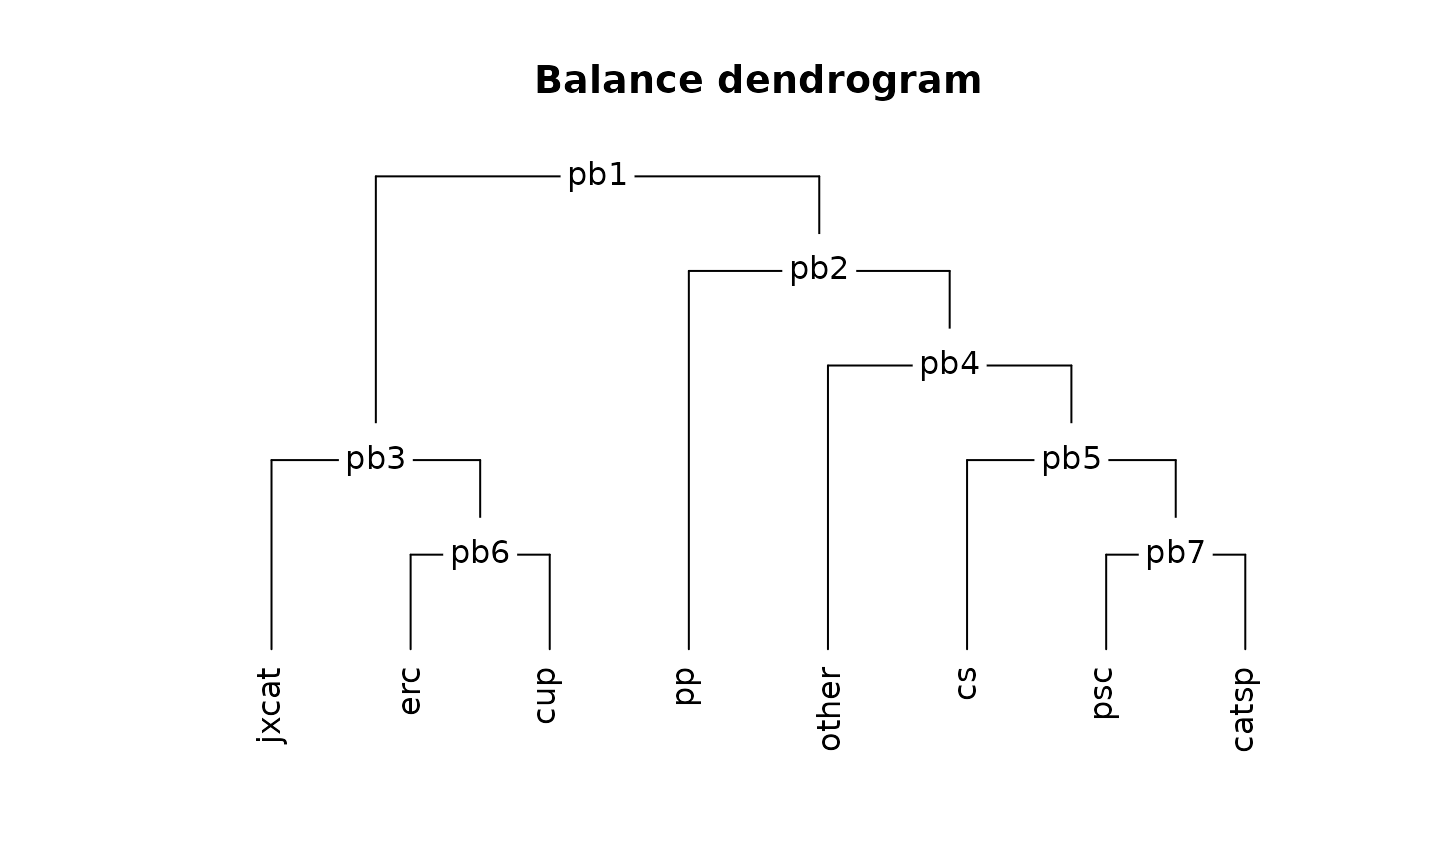 Balance dendrogram
pb1
pb2
pb4
pb3
pb5
pb6
pb7
jxcat
erc
cup
pp
other
cs
psc
catsp